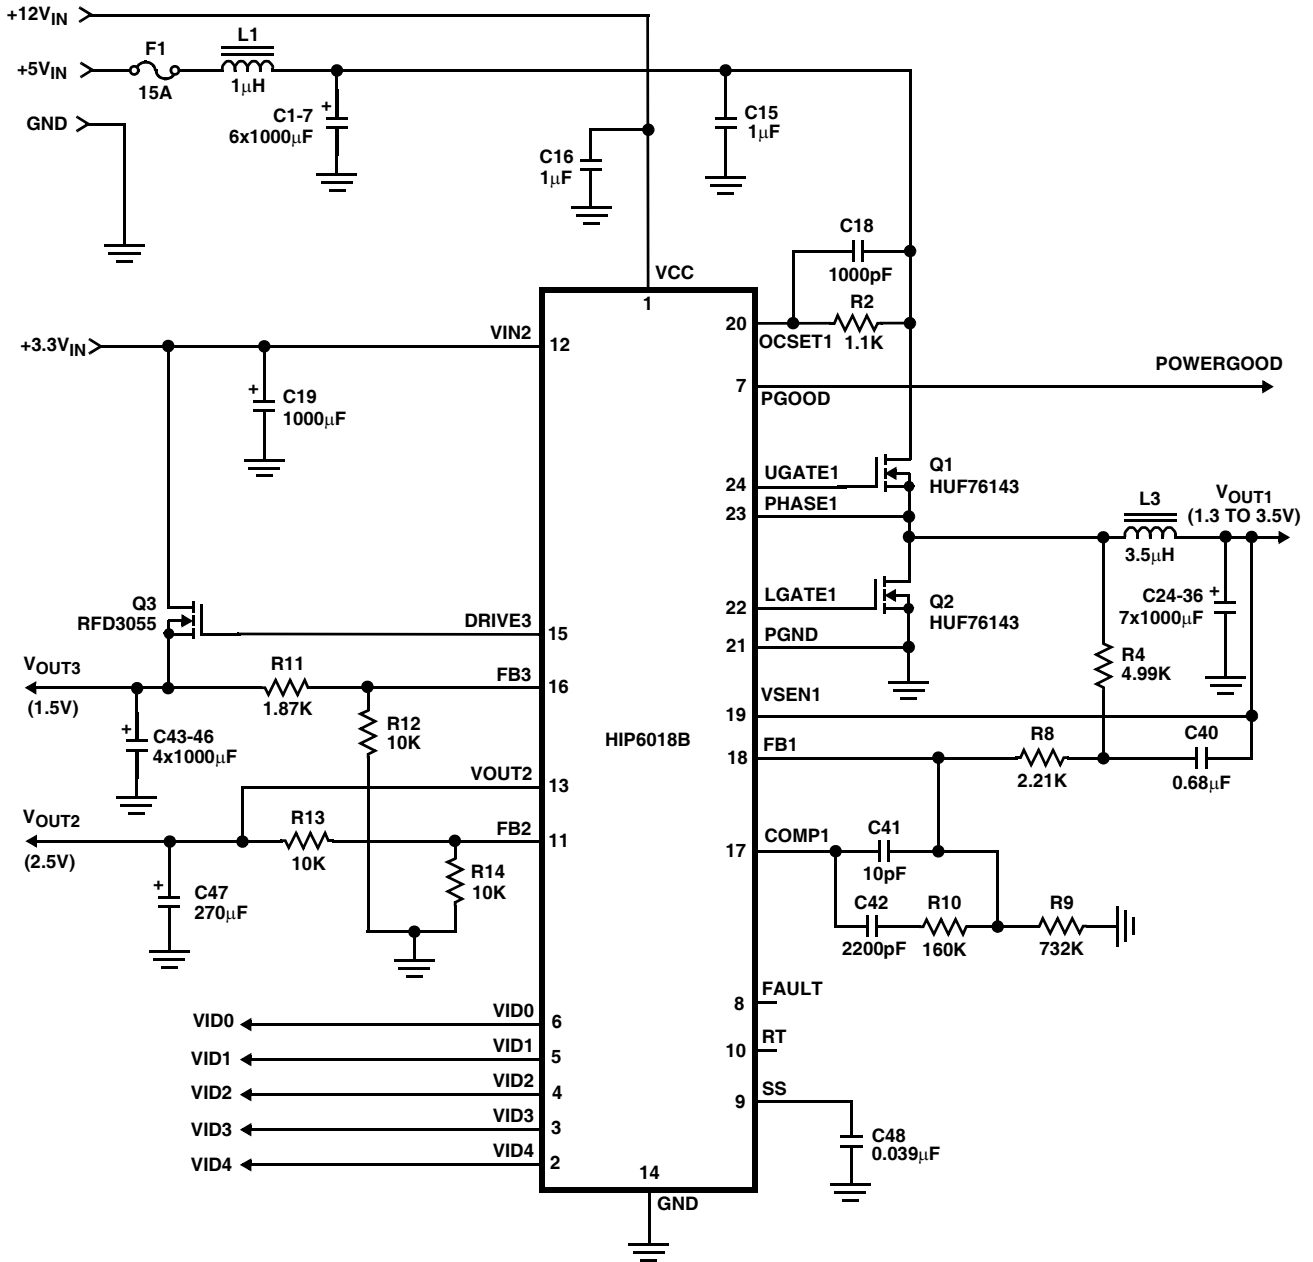 +12VIN
F1
L1
+5VIN
15A
1µH
GND
C1-7
6x1000µF
C15
1µF
C16
1µF
C18
1000pF
VCC
1
R2
1.1K
20
OCSET1
+3.3VIN
VIN2
12
C19
1000µF
7
PGOOD
POWERGOOD
24
UGATE1
Q1
HUF76143
23
PHASE1
L3
3.5µH
VOUT1
(1.3 TO 3.5V)
Q3
RFD3055
DRIVE3
15
22
LGATE1
Q2
HUF76143
C24-36
7x1000µF
21
PGND
R4
4.99K
VOUT3
(1.5V)
R11
1.87K
FB3
16
19
VSEN1
C43-46
4x1000µF
R12
10K
HIP6018B
18
FB1
R8
2.21K
C40
0.68µF
VOUT2
13
VOUT2
(2.5V)
R13
10K
FB2
11
17
COMP1
C41
10pF
C47
270µF
R14
10K
C42
2200pF
R10
160K
R9
732K
8
FAULT
VID0
VID0
6
10
RT
VID1
VID1
5
VID2
VID2
4
9
SS
VID3
VID3
3
C48
0.039µF
VID4
VID4
2
14
GND